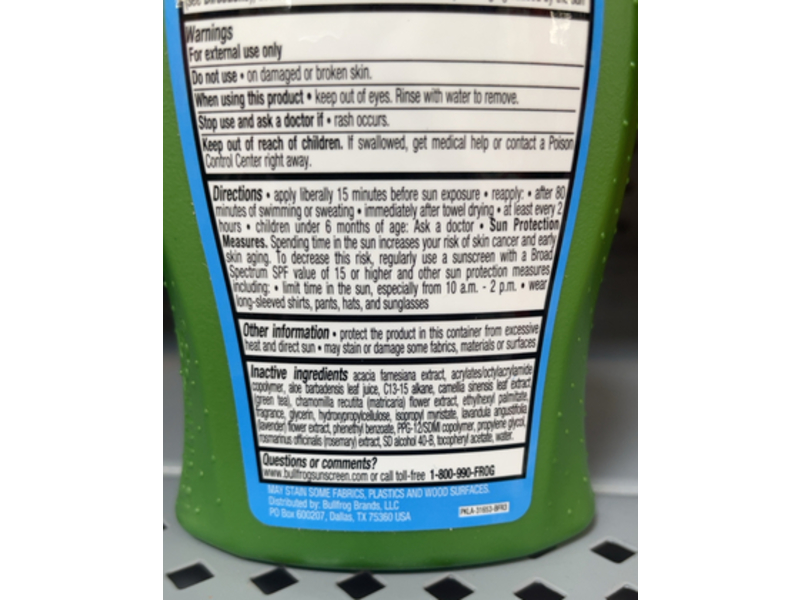 Warnings
For external use only
Do not use • on damaged or broken skin.
When using this product • keep out of eyes. Rinse with water to remove.
Stop use and ask a doctor if • rash occurs.
Keep out of reach of children. If swallowed, get medical help or contact a Poison
Control Center right away.
Directions • apply liberally 15 minutes before sun exposure • reapply: • after 80
minutes of swimming or sweating • immediately after towel drying • at least every 2
hours • children under 6 months of age: Ask a doctor • Sun Protection
Measures. Spending time in the sun increases your risk of skin cancer and early
skin aging. To decrease this risk, regularly use a sunscreen with a Broad
Spectrum SPF value of 15 or higher and other sun protection measures
including: • limit time in the sun, especially from 10 a.m. - 2 p.m. • wear
long-sleeved shirts, pants, hats, and sunglasses
Other information • protect the product in this container from excessive
heat and direct sun • may stain or damage some fabrics, materials or surfaces
Inactive ingredients acacia farnesiana extract, acrylates/octylacrylamide
copolymer, aloe barbadensis leaf juice, C13-15 alkane, camellia sinensis leaf extract
(green tea), chamomilla recutita (matricaria) flower extract, ethylhexyl palmitate,
fragrance, glycerin, hydroxypropylcellulose, isopropyl myristate, lavandula angustifolia
(lavender) flower extract, phenethyl benzoate, PPG-12/SDMI copolymer, propylene glycol,
rosmarinus officinalis (rosemary) extract, SD alcohol 40-B, tocopheryl acetate, water.
Questions or comments?
www.bullfrogsunscreen.com or call toll-free 1-800-990-FROG
MAY STAIN SOME FABRICS, PLASTICS AND WOOD SURFACES.
Distributed by: Bullfrog Brands, LLC
PO Box 600207, Dallas, TX 75360 USA